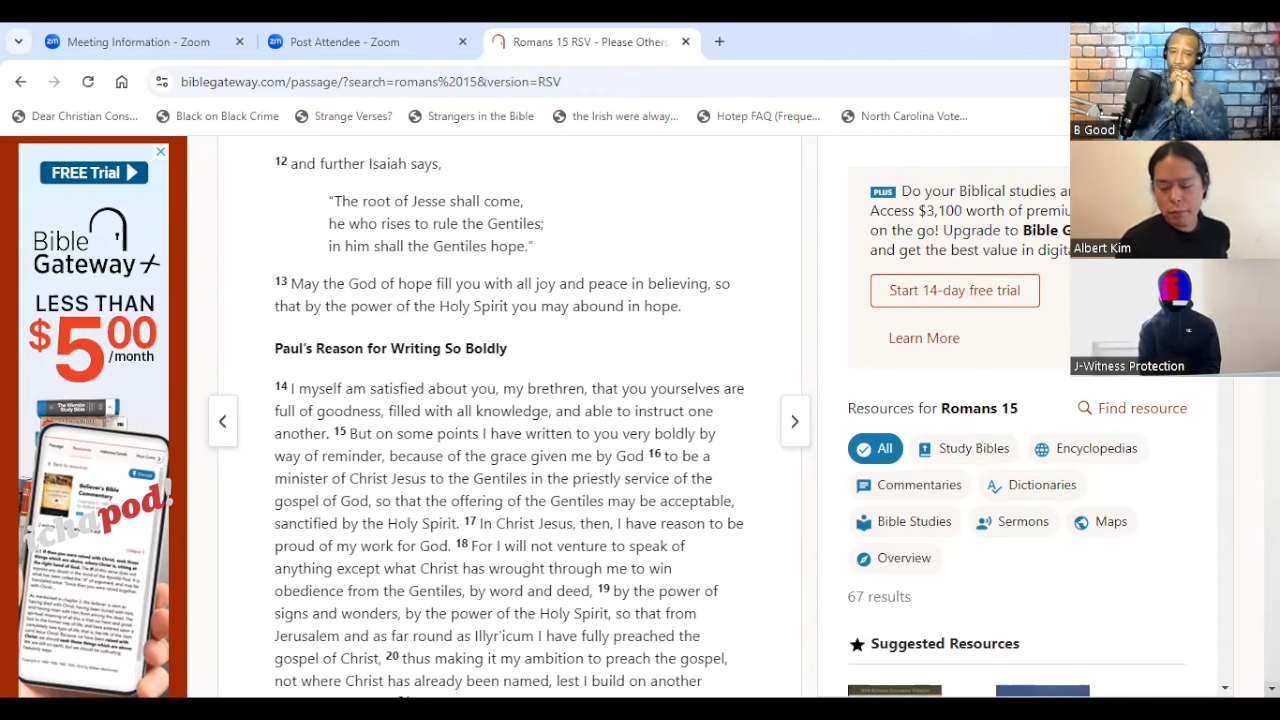 Meeting Information - Zoom
Post Attendee - Zoom
Romans 15 RSV - Please Others
biblegateway.com/passage/?search=romans%2015&version=RSV
Dear Christian Cons...
Black on Black Crime
Strange Verses?
Strangers in the Bible
the Irish were alway...
Hotep FAQ (Freque...
North Carolina Vote...
B Good
Albert Kim
J-Witness Protection
FREE Trial
Bible
Gateway+
LESS THAN
$5.00
/month
Believer's Bible
Commentary
chapod!
12 and further Isaiah says,
“The root of Jesse shall come,
he who rises to rule the Gentiles;
in him shall the Gentiles hope.”
13 May the God of hope fill you with all joy and peace in believing, so
that by the power of the Holy Spirit you may abound in hope.
Paul's Reason for Writing So Boldly
14 I myself am satisfied about you, my brethren, that you yourselves are
full of goodness, filled with all knowledge, and able to instruct one
another. 15 But on some points I have written to you very boldly by
way of reminder, because of the grace given me by God 16 to be a
minister of Christ Jesus to the Gentiles in the priestly service of the
gospel of God, so that the offering of the Gentiles may be acceptable,
sanctified by the Holy Spirit. 17 In Christ Jesus, then, I have reason to be
proud of my work for God. 18 For I will not venture to speak of
anything except what Christ has wrought through me to win
obedience from the Gentiles, by word and deed, 19 by the power of
signs and wonders, by the power of the Holy Spirit, so that from
Jerusalem and as far round as Illyricum I have fully preached the
gospel of Christ, 20 thus making it my ambition to preach the gospel,
not where Christ has already been named, lest I build on another
PLUS Do your Biblical studies a
Access $3,100 worth of premiu
on the go! Upgrade to Bible G
and get the best value in digit
Start 14-day free trial
Learn More
Resources for Romans 15
Find resource
All
Study Bibles
Encyclopedias
Commentaries
Dictionaries
Bible Studies
Sermons
Maps
Overview
67 results
Suggested Resources